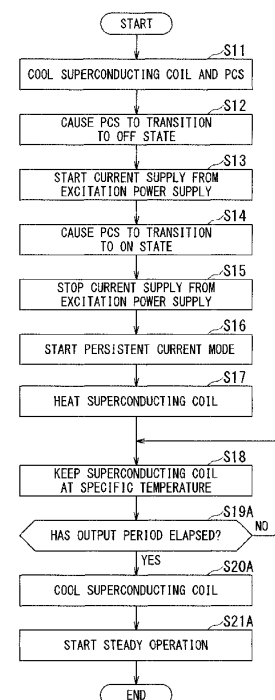 START
S11
COOL SUPERCONDUCTING COIL AND PCS
S12
CAUSE PCS TO TRANSITION
TO OFF STATE
S13
START CURRENT SUPPLY FROM
EXCITATION POWER SUPPLY
S14
CAUSE PCS TO TRANSITION
TO ON STATE
S15
STOP CURRENT SUPPLY FROM
EXCITATION POWER SUPPLY
S16
START PERSISTENT CURRENT MODE
S17
HEAT SUPERCONDUCTING COIL
S18
KEEP SUPERCONDUCTING COIL
AT SPECIFIC TEMPERATURE
S19A
HAS OUTPUT PERIOD ELAPSED?
NO
YES
S20A
COOL SUPERCONDUCTING COIL
S21A
START STEADY OPERATION
END